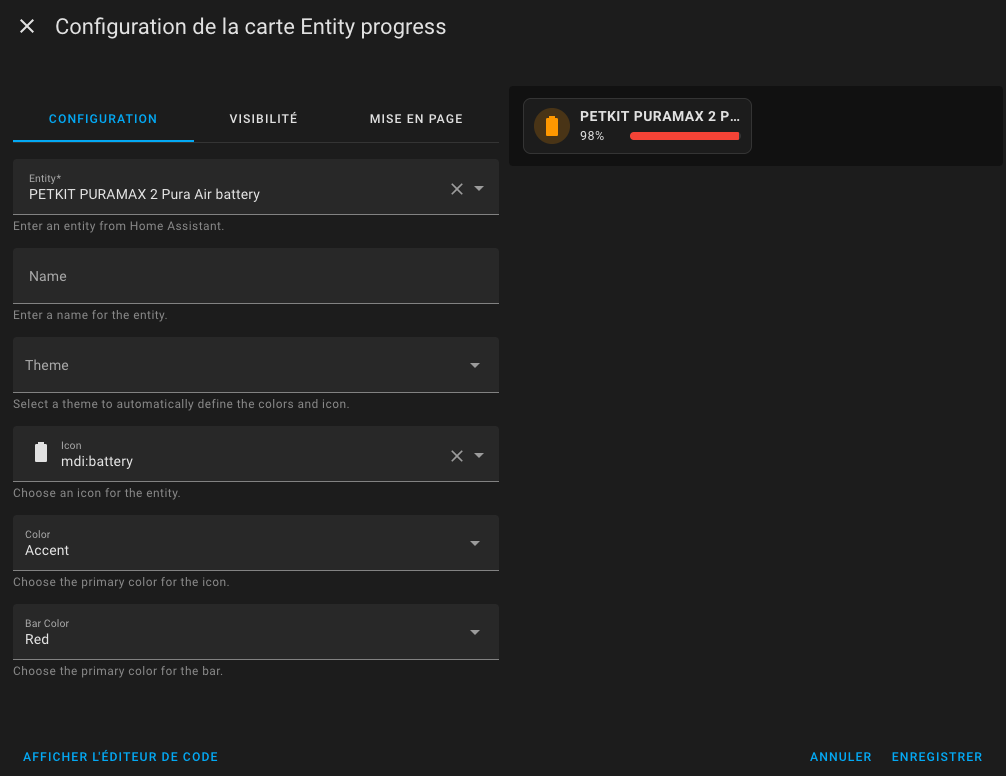 Configuration de la carte Entity progress
CONFIGURATION
VISIBILITÉ
MISE EN PAGE
Entity*
PETKIT PURAMAX 2 Pura Air battery
Enter an entity from Home Assistant.
Name
Enter a name for the entity.
Theme
Select a theme to automatically define the colors and icon.
Icon
mdi:battery
Choose an icon for the entity.
Color
Accent
Choose the primary color for the icon.
Bar Color
Red
Choose the primary color for the bar.
PETKIT PURAMAX 2 P...
98%
AFFICHER L'ÉDITEUR DE CODE
ANNULER
ENREGISTRER